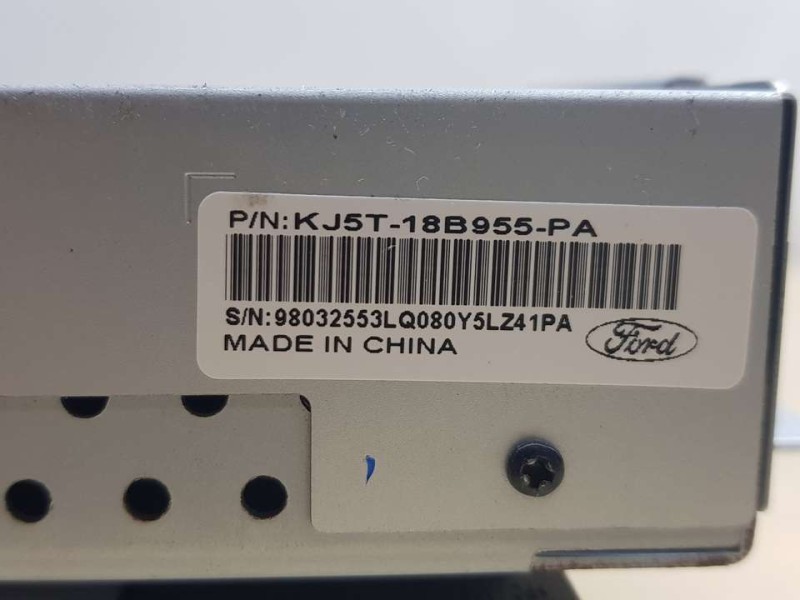 P/N:KJ5T-18B955-PA
S/N:98032553LQ080Y5LZ41PA
MADE IN CHINA
Ford